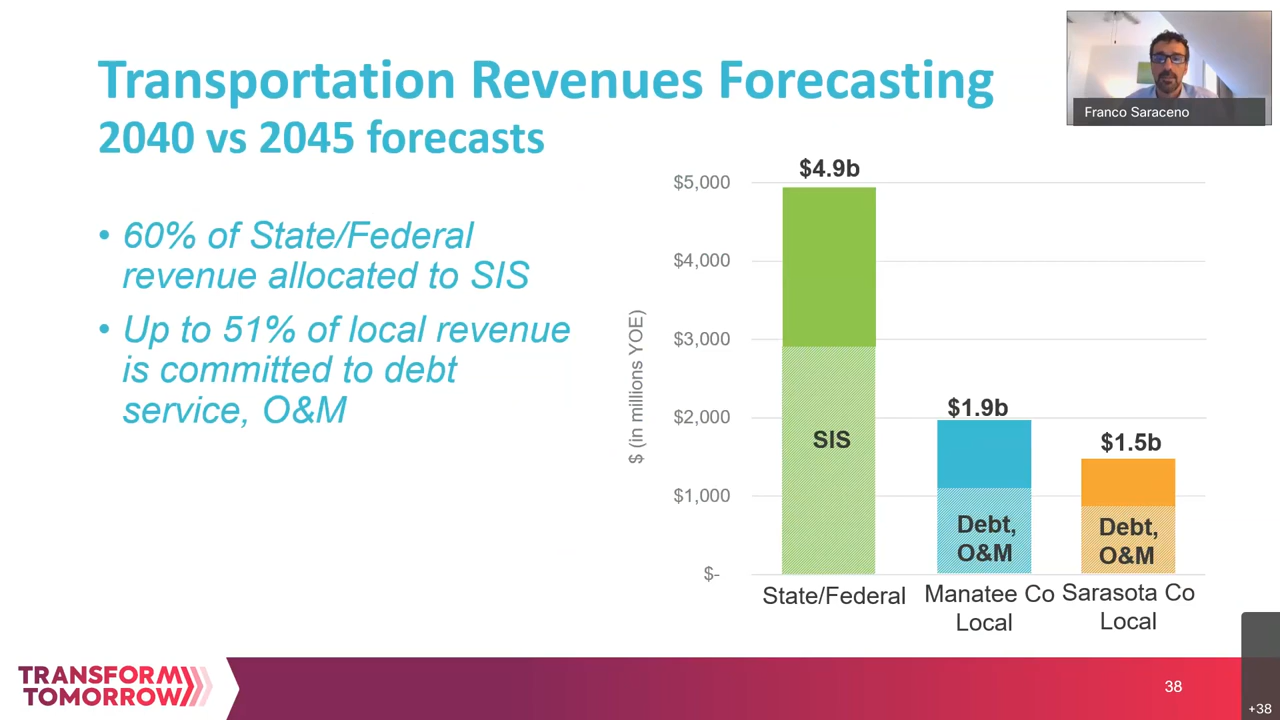 Transportation Revenues Forecasting
2040 vs 2045 forecasts
Franco Saraceno
• 60% of State/Federal
revenue allocated to SIS
• Up to 51% of local revenue
is committed to debt
service, O&M
$ (in millions YOE)
$5,000
$4,000
$3,000
$2,000
$1,000
$-
$4.9b
SIS
$1.9b
Debt,
O&M
$1.5b
Debt,
O&M
State/Federal
Manatee Co
Local
Sarasota Co
Local
TRANSFORM
TOMORROW
38
+38